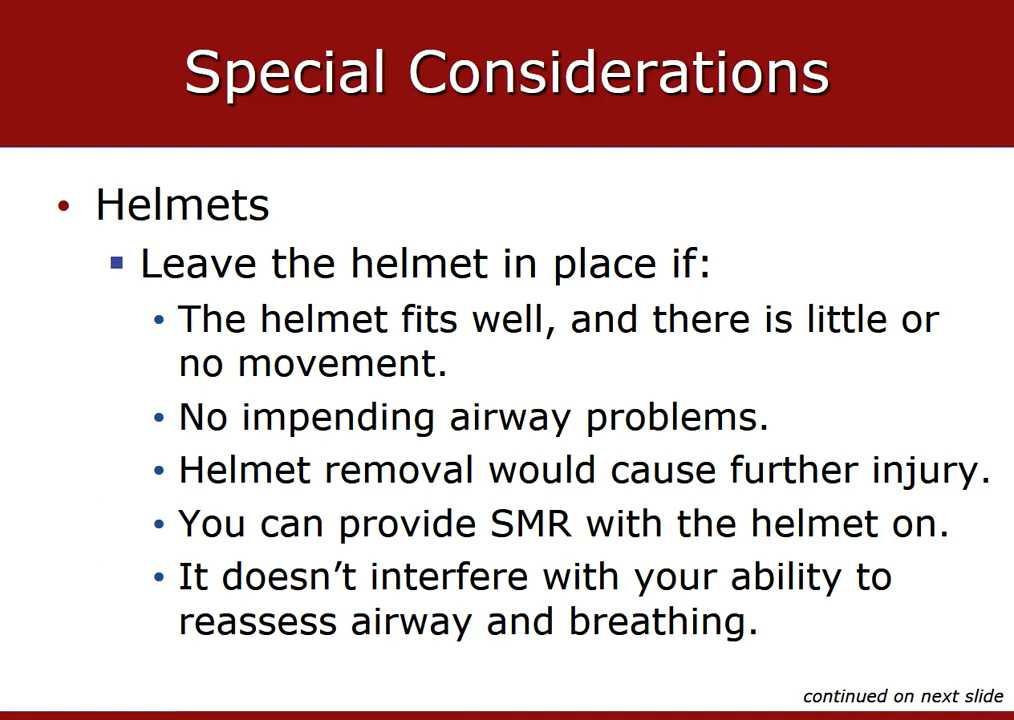 Special Considerations
• Helmets
▪ Leave the helmet in place if:
• The helmet fits well, and there is little or
no movement.
• No impending airway problems.
• Helmet removal would cause further injury.
• You can provide SMR with the helmet on.
• It doesn’t interfere with your ability to
reassess airway and breathing.
continued on next slide